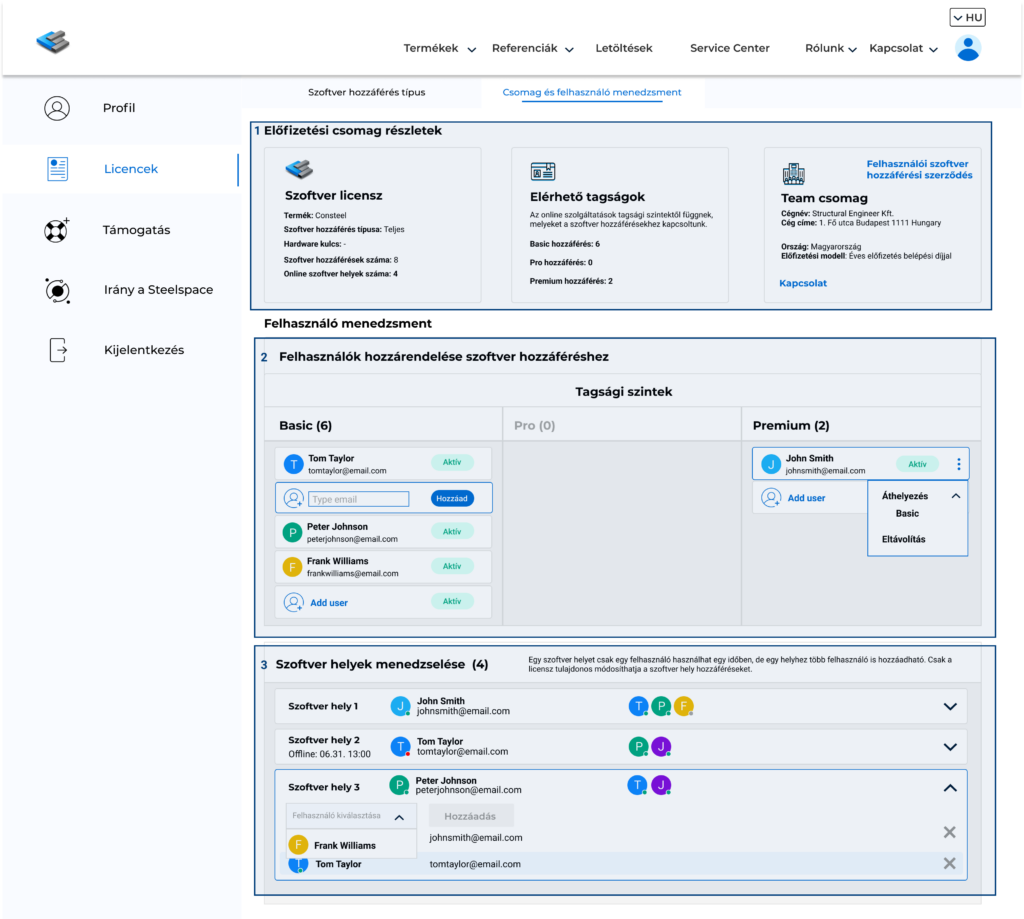 HU
Termékek
Referenciák
Letöltések
Service Center
Rólunk
Kapcsolat
Szoftver hozzáférés típus
Csomag és felhasználó menedzsment
Profil
Licencek
Támogatás
Irány a Steelspace
Kijelentkezés
1 Előfizetési csomag részletek
Szoftver licensz
Termék: Consteel
Szoftver hozzáférés típusa: Teljes
Hardware kulcs: -
Szoftver hozzáférések száma: 8
Online szoftver helyek száma: 4
Elérhető tagságok
Az online szolgáltatások tagsági szintektől függnek,
melyeket a szoftver hozzáférésekhez kapcsoltunk.
Basic hozzáférés: 6
Pro hozzáférés: 0
Premium hozzáférés: 2
Felhasználói szoftver
hozzáférési szerződés
Team csomag
Cégnév: Structural Engineer Kft.
Cég címe: 1. Fő utca Budapest 1111 Hungary
Ország: Magyarország
Előfizetési modell: Éves előfizetés belépési díjjal
Kapcsolat
Felhasználó menedzsment
2 Felhasználók hozzárendelése szoftver hozzáféréshez
Tagsági szintek
Basic (6)
Pro (0)
Premium (2)
T
Tom Taylor
tomtaylor@email.com
Aktív
Type email
Hozzáad
P
Peter Johnson
peterjohnson@email.com
Aktív
F
Frank Williams
frankwilliams@email.com
Aktív
Add user
Aktív
J
John Smith
johnsmith@email.com
Aktív
Add user
Áthelyezés
Basic
Eltávolítás
3 Szoftver helyek menedzselése (4)
Egy szoftver helyet csak egy felhasználó használhat egy időben, de egy helyhez több felhasználó is hozzáadható. Csak a
licensz tulajdonos módosíthatja a szoftver hely hozzáféréseket.
Szoftver hely 1
J
John Smith
johnsmith@email.com
T P F
Szoftver hely 2
Offline: 06.31. 13:00
T
Tom Taylor
tomtaylor@email.com
P J
Szoftver hely 3
P
Peter Johnson
peterjohnson@email.com
T J
Felhasználó kiválasztása
Hozzáadás
johnsmith@email.com
F
Frank Williams
T
Tom Taylor
tomtaylor@email.com